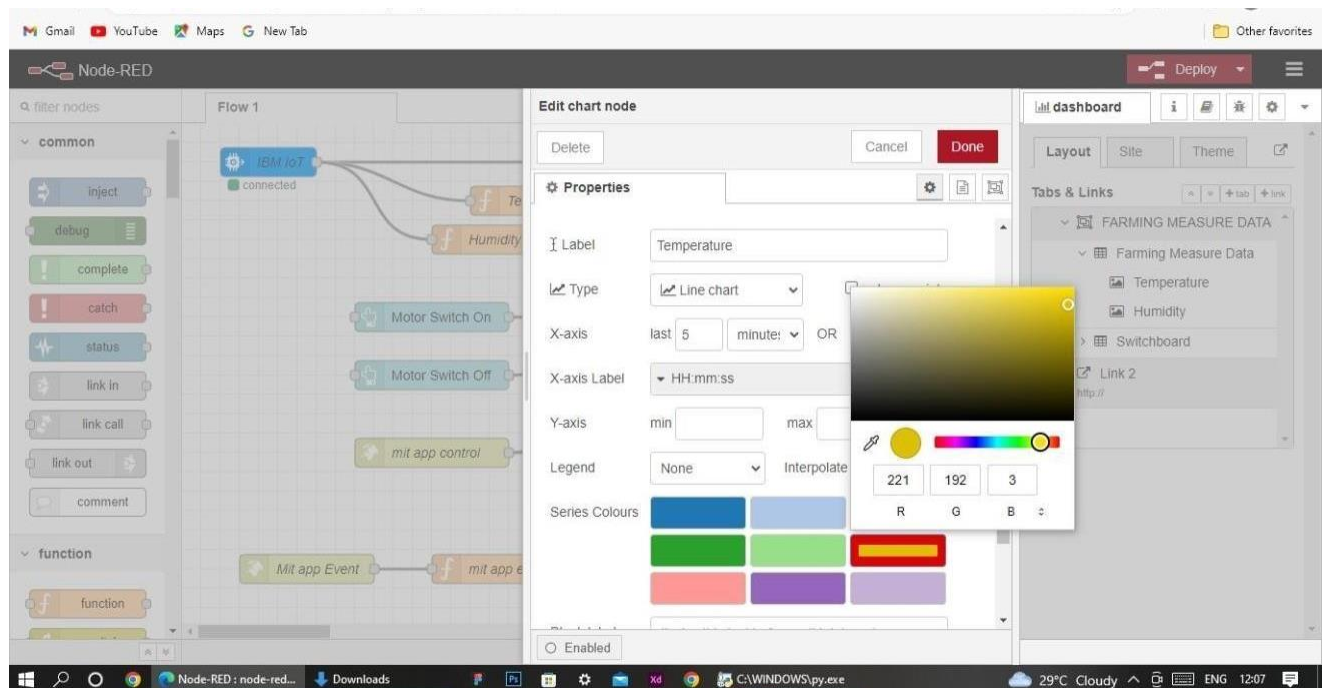 Gmail YouTube Maps New Tab Other favorites
Node-RED Deploy
filter nodes Flow 1 Edit chart node dashboard i
common
Delete Cancel Done
Layout Site Theme
IBM IoT
connected
inject
Properties
Tabs & Links + tab + link
Te
FARMING MEASURE DATA
debug
Humidity
Label Temperature
Farming Measure Data
complete
Type Line chart
Temperature
catch
Motor Switch On
X-axis last 5 minutes OR
Humidity
status
Switchboard
link in
Motor Switch Off
X-axis Label HH:mm:ss
Link 2
http://
link call
Y-axis min max
mit app control
link out
Legend None Interpolate
221 192 3
comment
Series Colours
R G B
function
Mit app Event mit app e
function
Enabled
Node-RED : node-red... Downloads Ps Xd C:\WINDOWS\py.exe 29°C Cloudy ENG 12:07